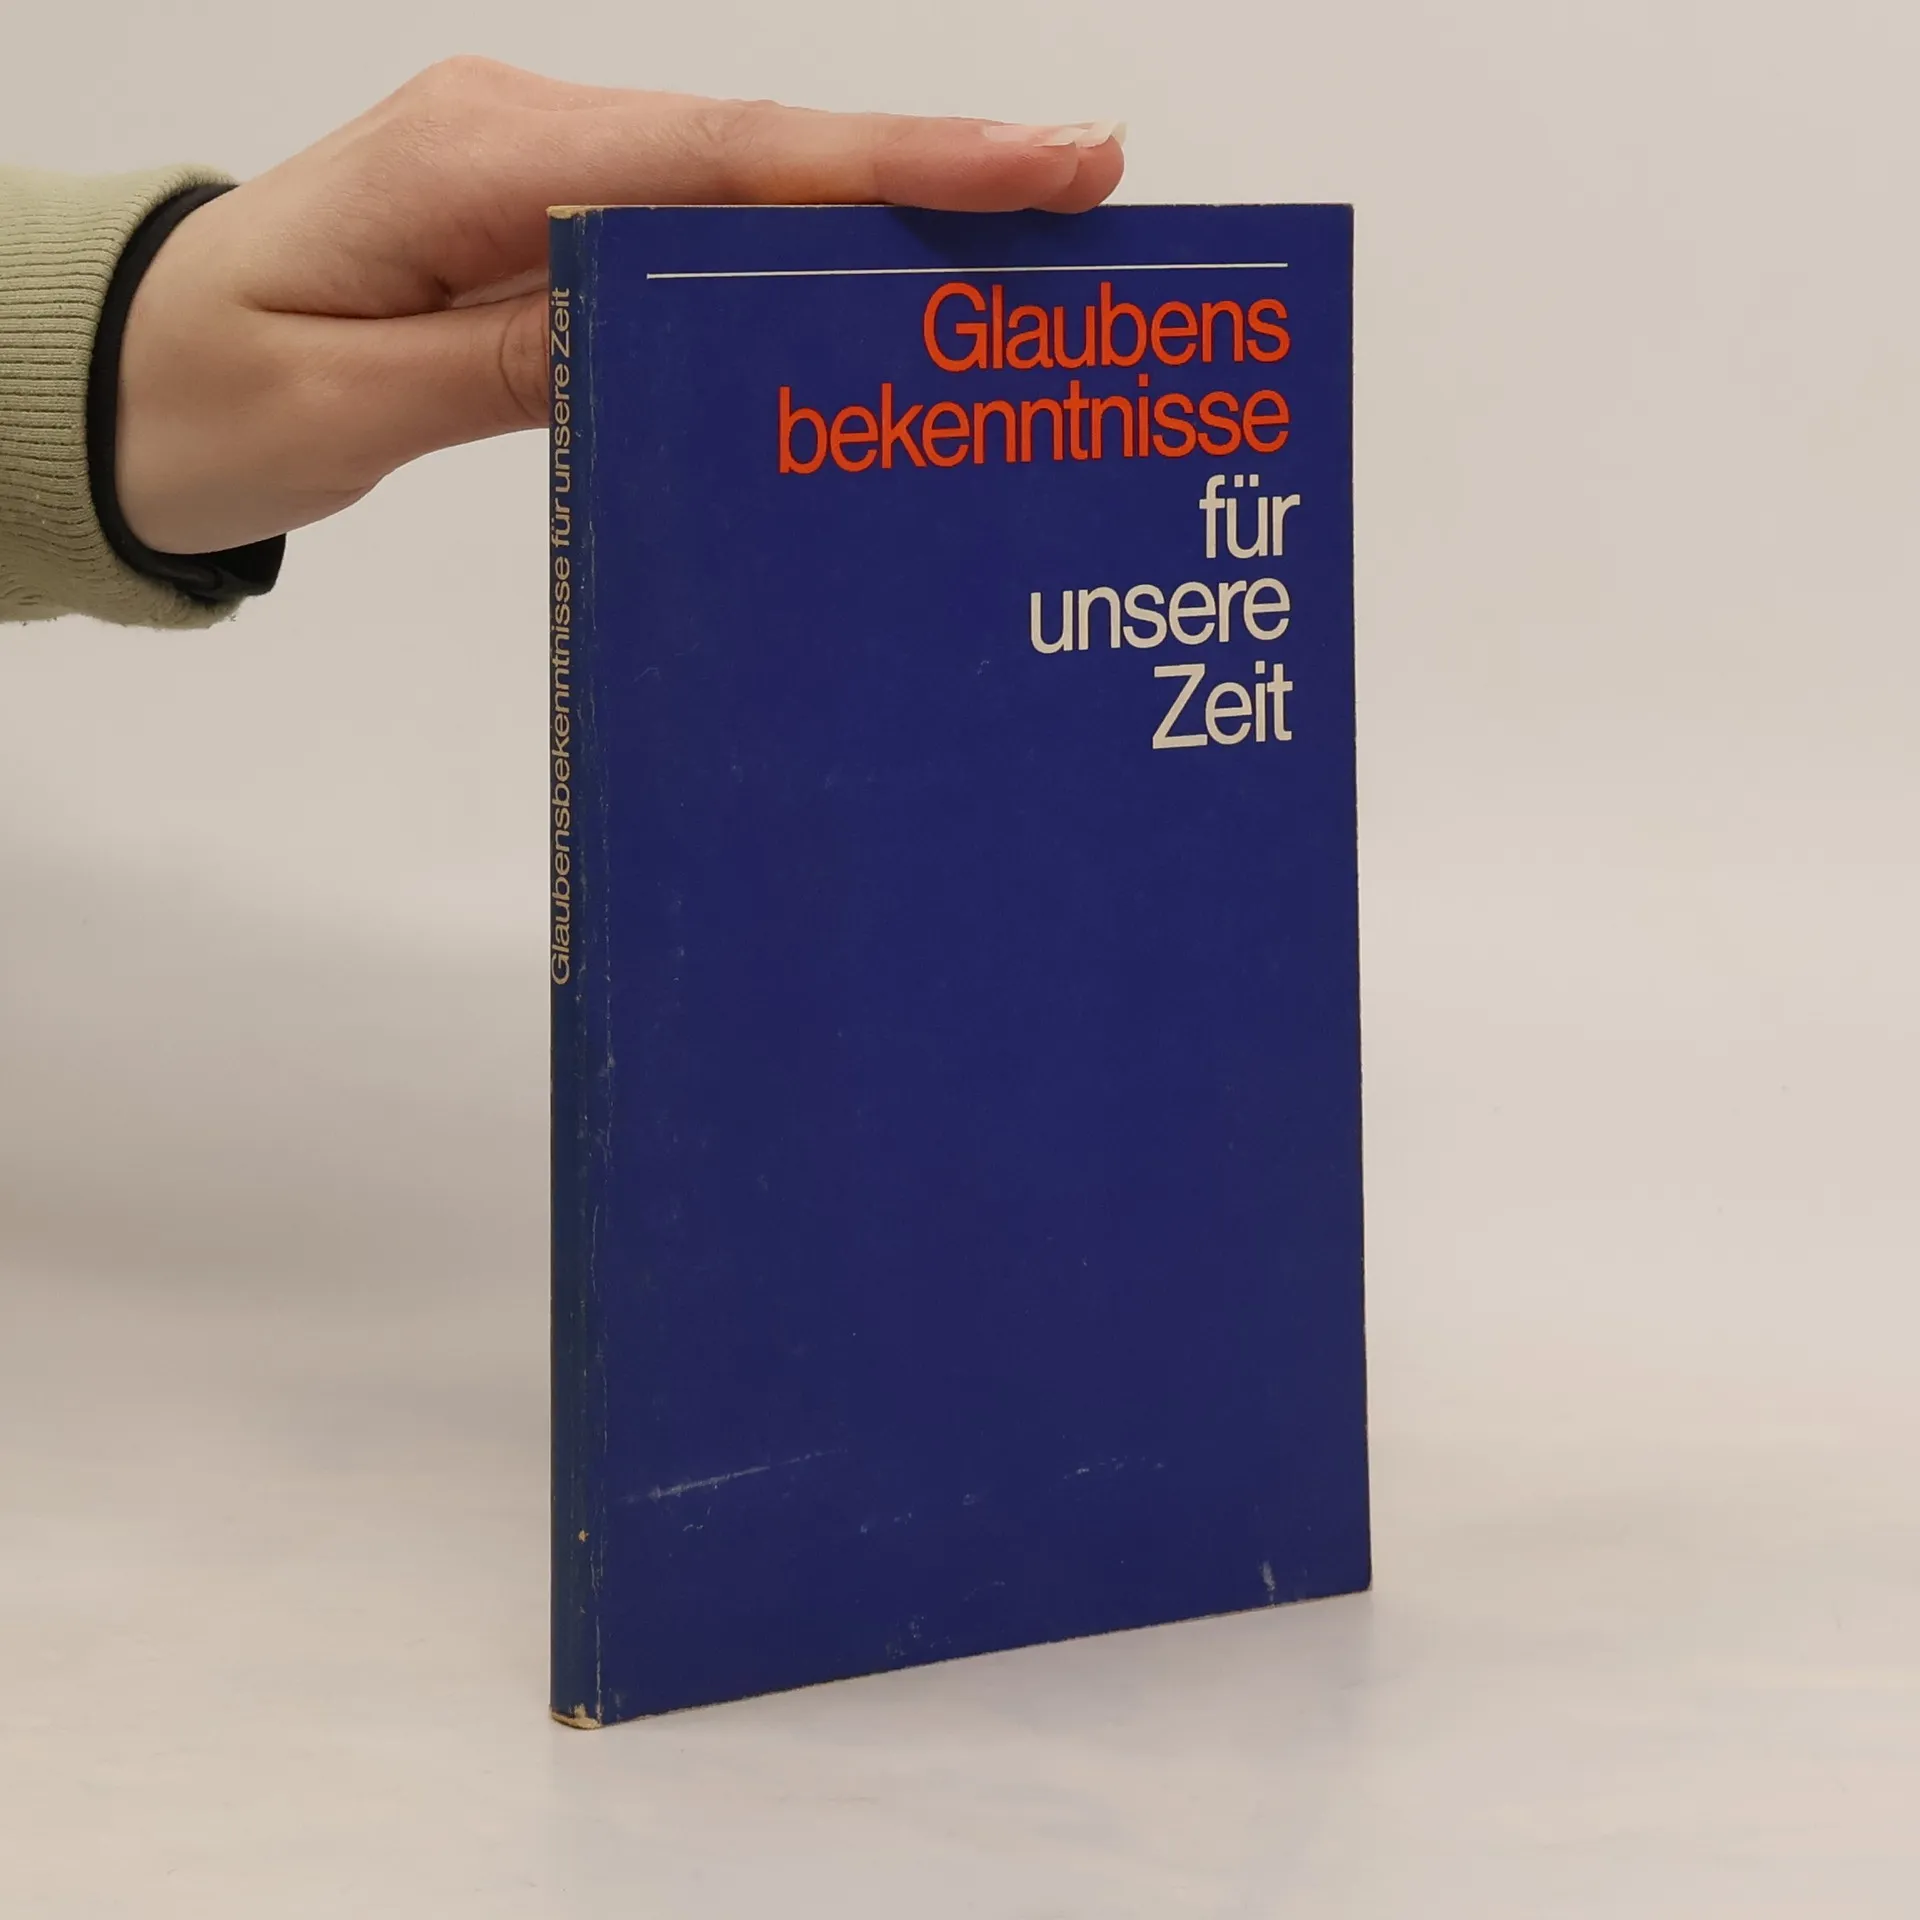 Glaubens
bekenntnisse
für
unsere
Zeit
Glaubensbekenntnisse für unsere Zeit